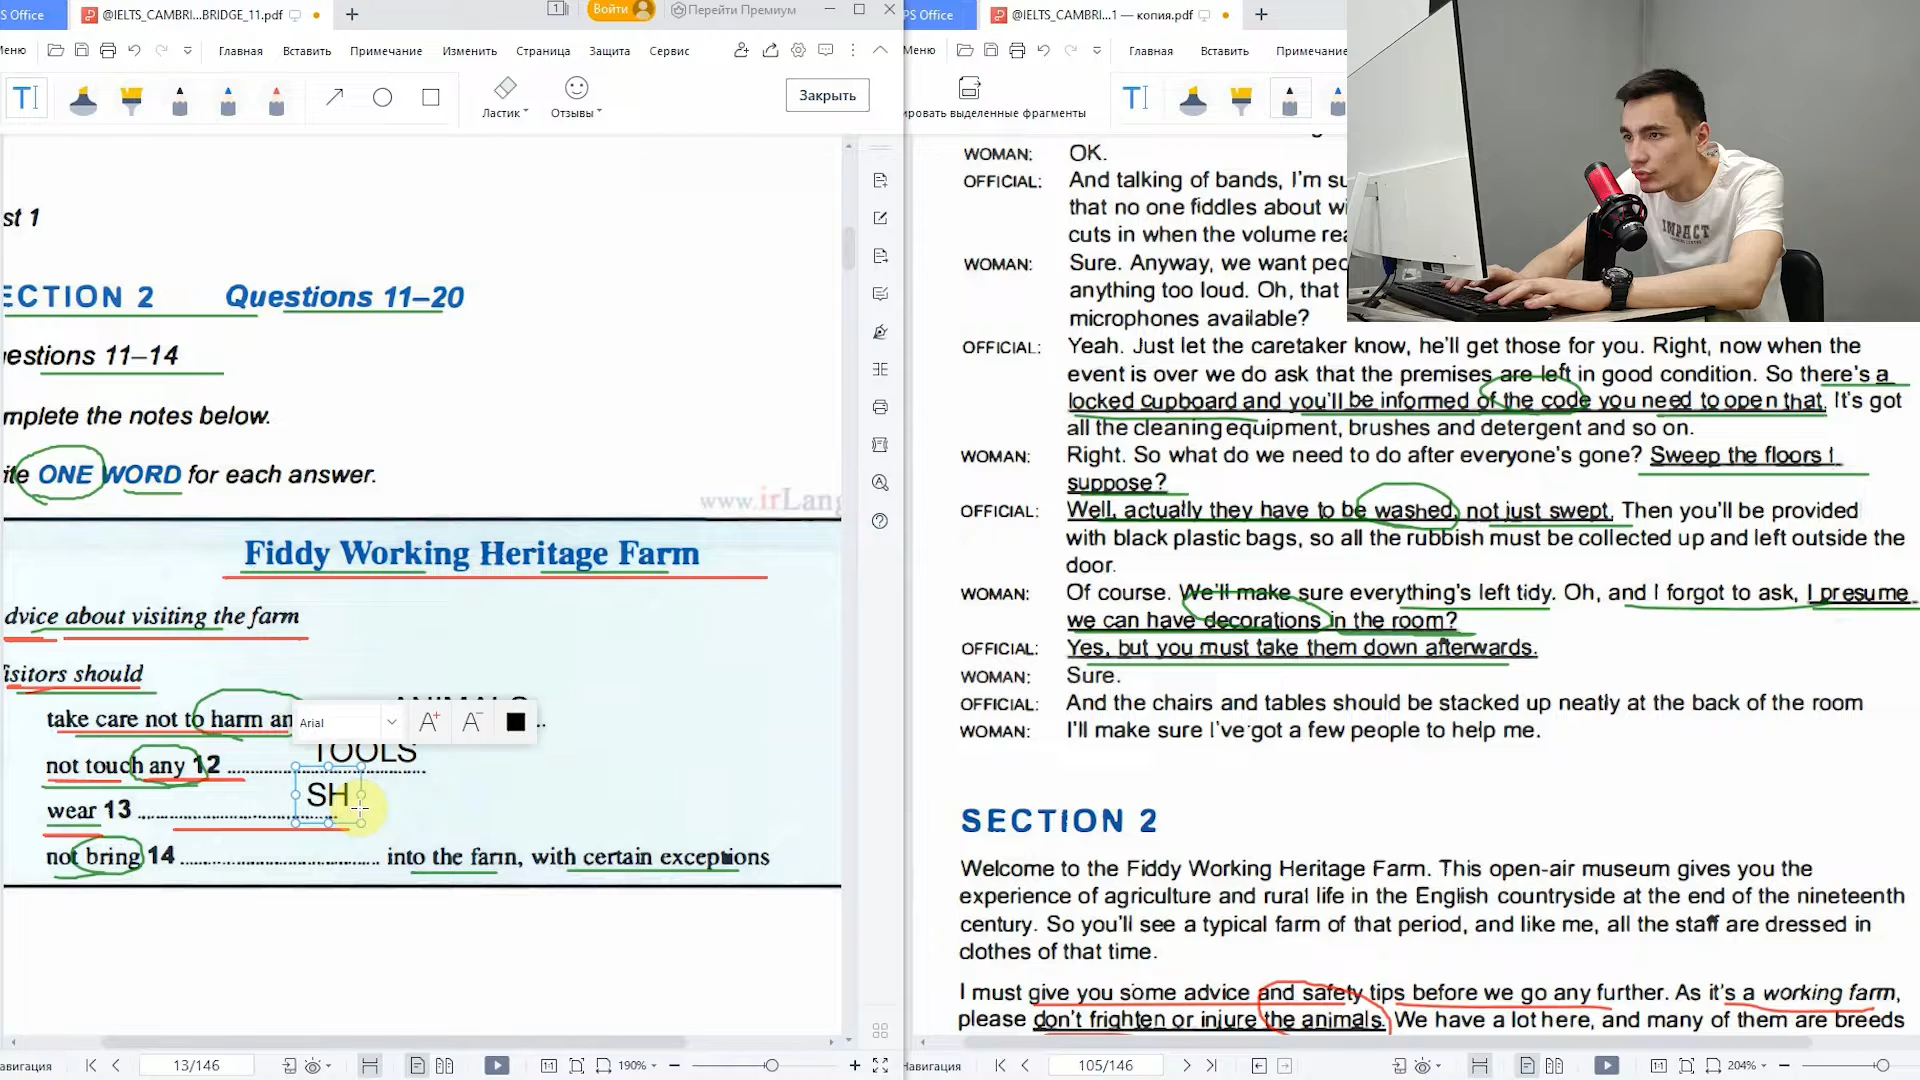 S Office
@IELTS_CAMBRI...BRIDGE_11.pdf
1
Войти
Перейти Премиум
PS Office
@IELTS_CAMBRI...1 — копия.pdf
Меню
Главная
Вставить
Примечание
Изменить
Страница
Защита
Сервис
Меню
Главная
Вставить
Примечание
T
Ластик
Отзывы
Закрыть
ировать выделенные фрагменты
T
st 1
ECTION 2 Questions 11–20
estions 11–14
mplete the notes below.
ite ONE WORD for each answer.
www.irLang
Fiddy Working Heritage Farm
dvice about visiting the farm
isitors should
take care not to harm an
ANIMALS
Arial
A+
A-
TOOLS
not touch any 12
SH
wear 13
not bring 14 into the farm, with certain exceptions
WOMAN: OK.
OFFICIAL: And talking of bands, I'm su
that no one fiddles about wi
cuts in when the volume rea
WOMAN: Sure. Anyway, we want peo
anything too loud. Oh, that
microphones available?
OFFICIAL: Yeah. Just let the caretaker know, he'll get those for you. Right, now when the
event is over we do ask that the premises are left in good condition. So there's a
locked cupboard and you'll be informed of the code you need to open that. It's got
all the cleaning equipment, brushes and detergent and so on.
WOMAN: Right. So what do we need to do after everyone's gone? Sweep the floors I
suppose?
OFFICIAL: Well, actually they have to be washed, not just swept. Then you'll be provided
with black plastic bags, so all the rubbish must be collected up and left outside the
door.
WOMAN: Of course. We'll make sure everything's left tidy. Oh, and I forgot to ask, I presume
we can have decorations in the room?
OFFICIAL: Yes, but you must take them down afterwards.
WOMAN: Sure.
OFFICIAL: And the chairs and tables should be stacked up neatly at the back of the room
WOMAN: I'll make sure I've got a few people to help me.
SECTION 2
Welcome to the Fiddy Working Heritage Farm. This open-air museum gives you the
experience of agriculture and rural life in the English countryside at the end of the nineteenth
century. So you'll see a typical farm of that period, and like me, all the staff are dressed in
clothes of that time.
I must give you some advice and safety tips before we go any further. As it's a working farm,
please don't frighten or injure the animals. We have a lot here, and many of them are breeds
IMPACT
авигация
13/146
190%
Навигация
105/146
204%